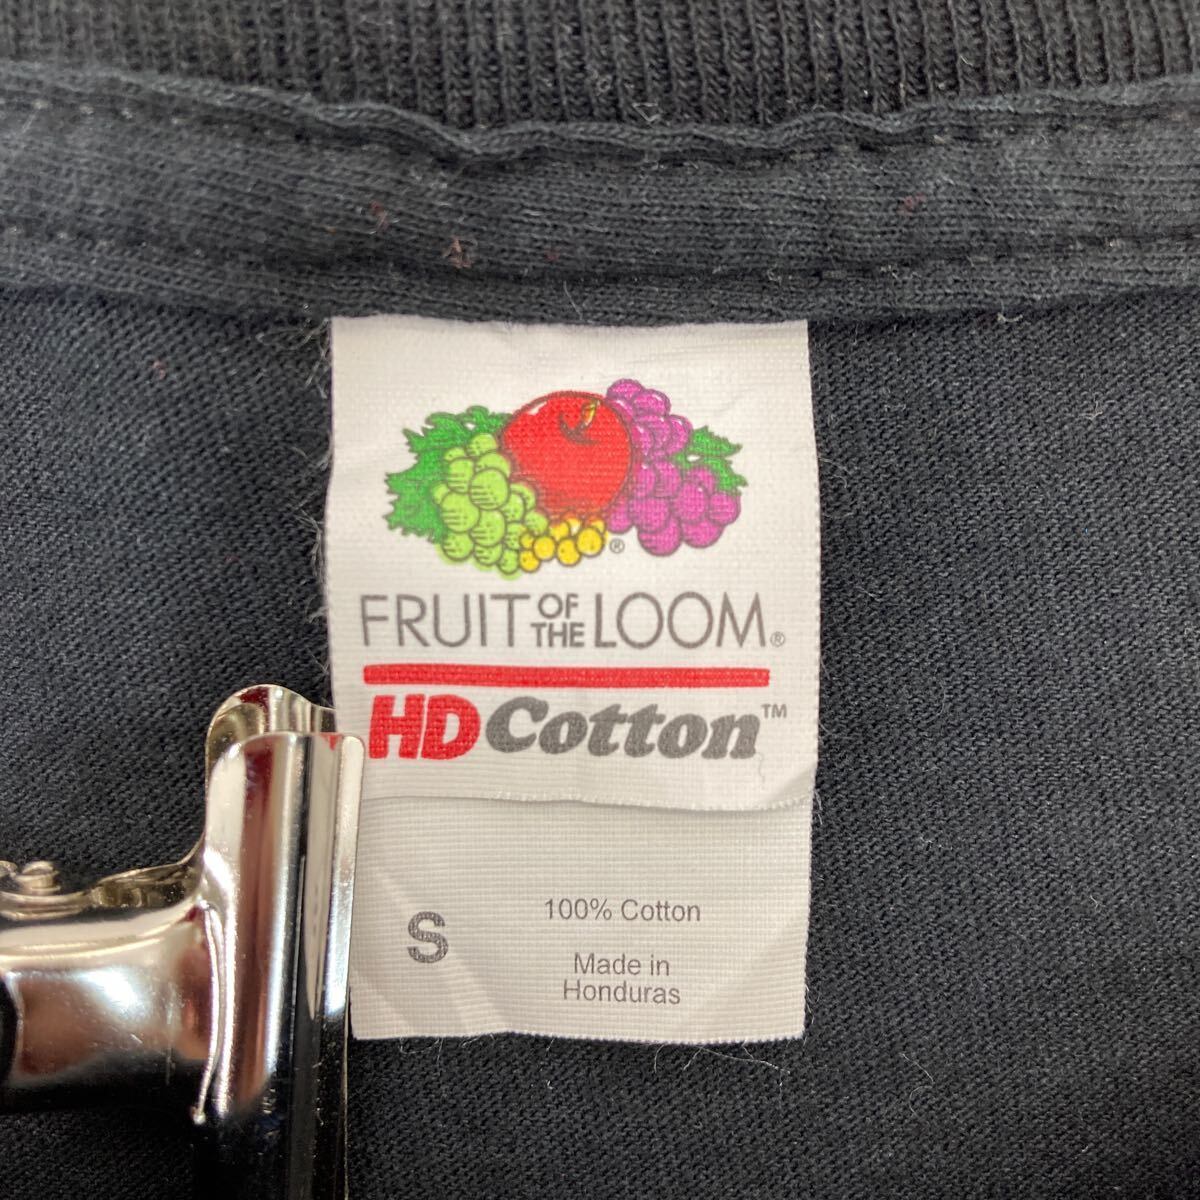 ®
FRUIT OF THE LOOM®
HD Cotton™
S
100% Cotton
Made in
Honduras